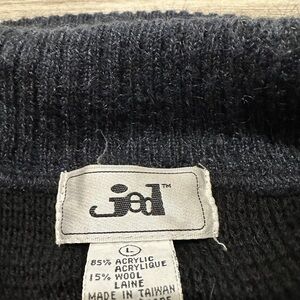 jed™
L
85% ACRYLIC
ACRYLIQUE
15% WOOL
LAINE
MADE IN TAIWAN